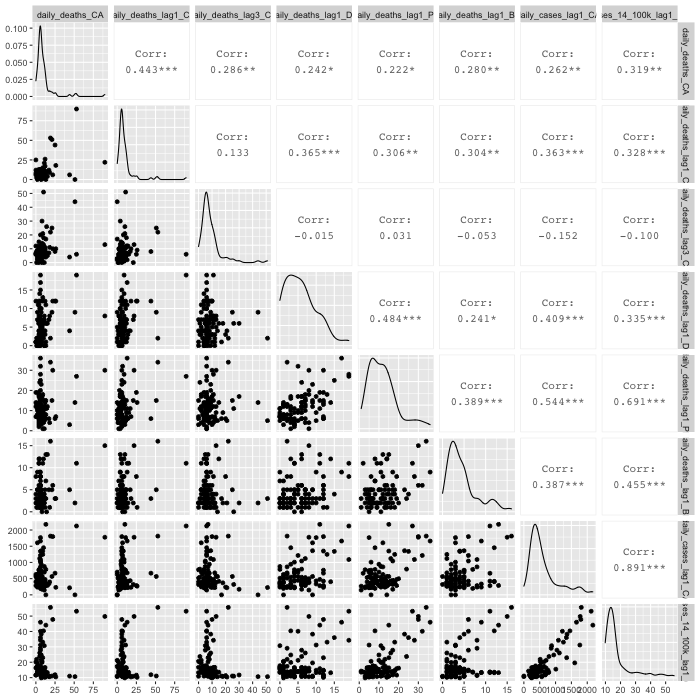 daily_deaths_CA aily_deaths_lag1_C aily_deaths_lag3_C aily_deaths_lag1_D aily_deaths_lag1_P aily_deaths_lag1_B aily_cases_lag1_CA ses_14_100k_lag1_
0.100
0.075
0.050
0.025
0.000
Corr: Corr: Corr: Corr: Corr: Corr: Corr:
0.443*** 0.286** 0.242* 0.222* 0.280** 0.262** 0.319**
daily_deaths_CA
75
50
25
0
Corr: Corr: Corr: Corr: Corr: Corr:
0.133 0.365*** 0.306** 0.304** 0.363*** 0.328***
aily_deaths_lag1_C
50
40
30
20
10
0
Corr: Corr: Corr: Corr: Corr:
-0.015 0.031 -0.053 -0.152 -0.100
aily_deaths_lag3_C
15
10
5
0
Corr: Corr: Corr: Corr:
0.484*** 0.241* 0.409*** 0.335***
aily_deaths_lag1_D
30
20
10
0
Corr: Corr: Corr:
0.389*** 0.544*** 0.691***
aily_deaths_lag1_P
15
10
5
0
Corr: Corr:
0.387*** 0.455***
aily_deaths_lag1_B
2000
1500
1000
500
0
Corr:
0.891***
aily_cases_lag1_C
50
40
30
20
10
ses_14_100k_lag1_
0 25 50 75 0 25 50 75 0 10 20 30 40 50 0 5 10 15 0 10 20 30 0 5 10 15 0 500 1000 1500 2000 10 20 30 40 50